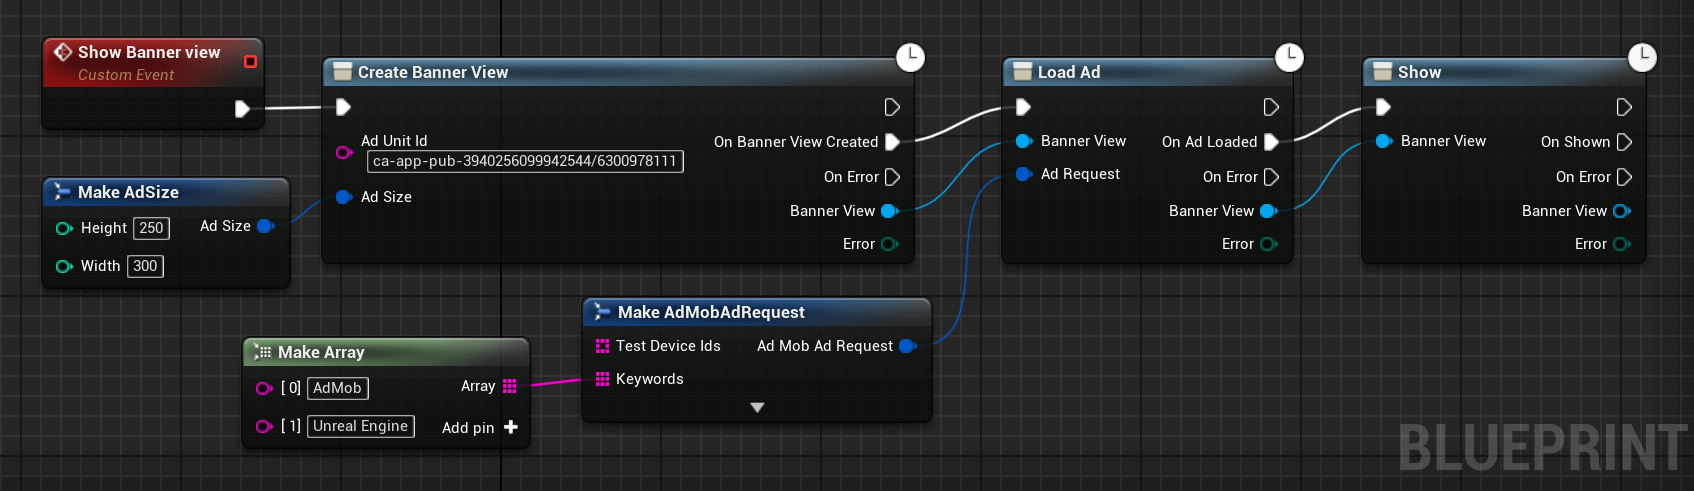 Show Banner view
Custom Event
Create Banner View
Ad Unit Id
ca-app-pub-3940256099942544/6300978111
Ad Size
On Banner View Created
On Error
Banner View
Error
Make AdSize
Height 250
Width 300
Ad Size
Load Ad
Banner View
Ad Request
On Ad Loaded
On Error
Banner View
Error
Show
Banner View
On Shown
On Error
Banner View
Error
Make Array
[ 0] AdMob
[ 1] Unreal Engine
Array
Add pin
Make AdMobAdRequest
Test Device Ids
Keywords
Ad Mob Ad Request
BLUEPRINT